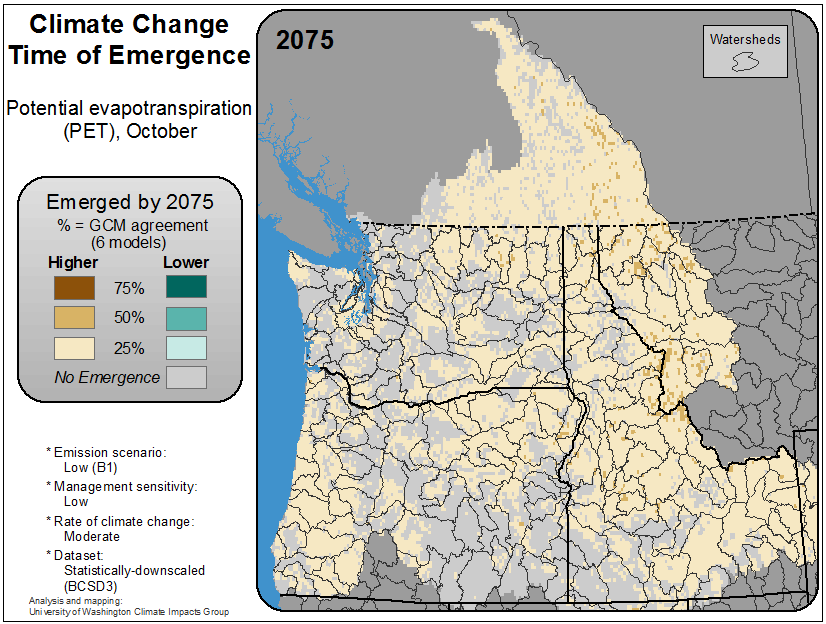 Climate Change
Time of Emergence
Potential evapotranspiration
(PET), October
Emerged by 2075
% = GCM agreement
(6 models)
Higher Lower
75%
50%
25%
No Emergence
* Emission scenario:
Low (B1)
* Management sensitivity:
Low
* Rate of climate change:
Moderate
* Dataset:
Statistically-downscaled
(BCSD3)
Analysis and mapping:
University of Washington Climate Impacts Group
2075
Watersheds